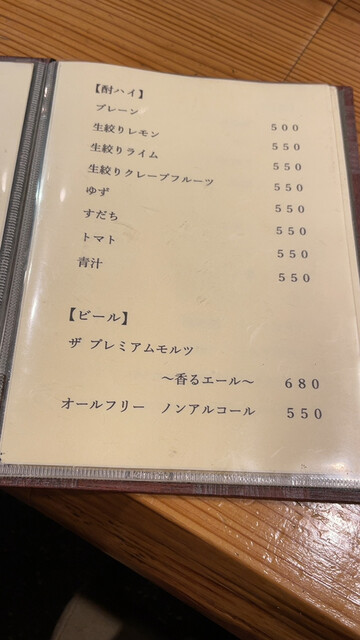 【酎ハイ】
プレーン 500
生絞りレモン 550
生絞りライム 550
生絞りグレープフルーツ 550
ゆず 550
すだち 550
トマト 550
青汁 550
【ビール】
ザ プレミアムモルツ
～香るエール～ 680
オールフリー ノンアルコール 550